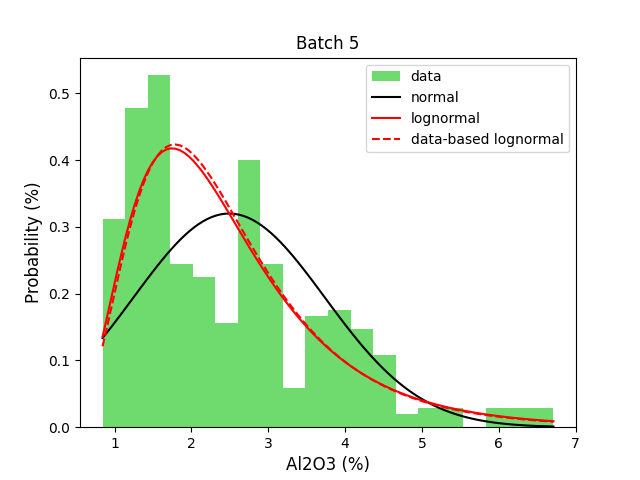 Batch 5
data
normal
lognormal
data-based lognormal
Probability (%)
0.5
0.4
0.3
0.2
0.1
0.0
1 2 3 4 5 6 7
Al2O3 (%)